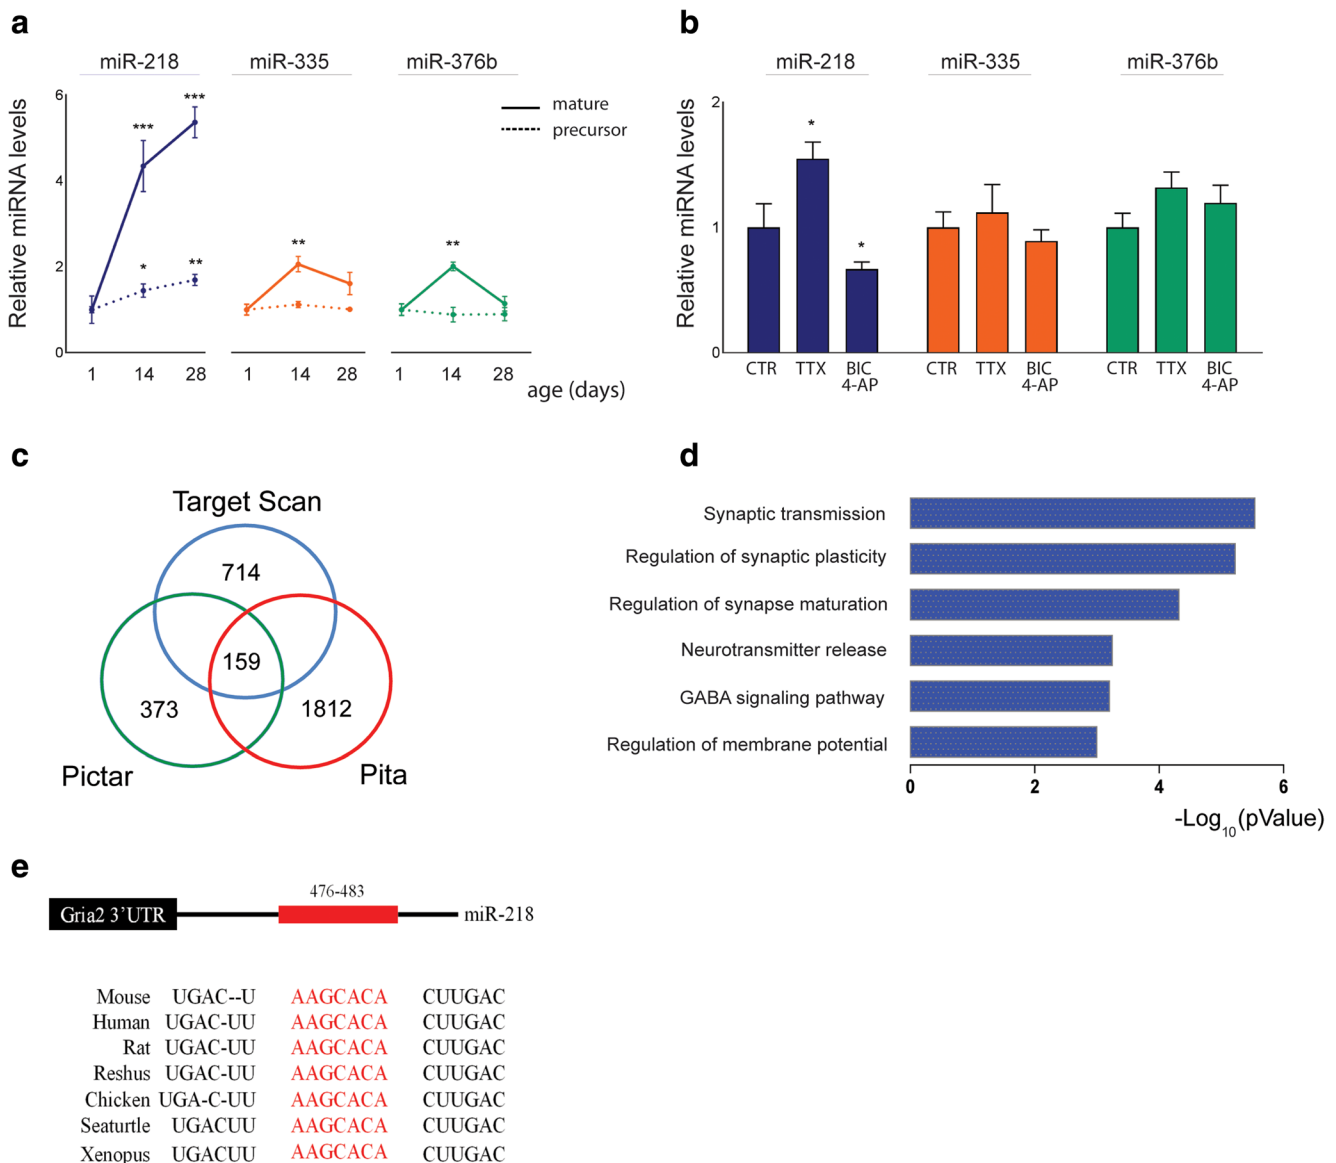 a
miR-218 miR-335 miR-376b
Relative miRNA levels
6
4
2
0
*** *** * **
**
**
mature
precursor
1 14 28 1 14 28 1 14 28
age (days)
b
miR-218 miR-335 miR-376b
Relative miRNA levels
2
1
0
* *
CTR TTX BIC 4-AP
CTR TTX BIC 4-AP
CTR TTX BIC 4-AP
c
Target Scan
714
159
373 1812
Pictar Pita
d
Synaptic transmission
Regulation of synaptic plasticity
Regulation of synapse maturation
Neurotransmitter release
GABA signaling pathway
Regulation of membrane potential
0 2 4 6
-Log10(pValue)
e
476-483
Gria2 3’UTR miR-218
Mouse UGAC--U AAGCACA CUUGAC
Human UGAC-UU AAGCACA CUUGAC
Rat UGAC-UU AAGCACA CUUGAC
Reshus UGAC-UU AAGCACA CUUGAC
Chicken UGA-C-UU AAGCACA CUUGAC
Seaturtle UGACUU AAGCACA CUUGAC
Xenopus UGACUU AAGCACA CUUGAC